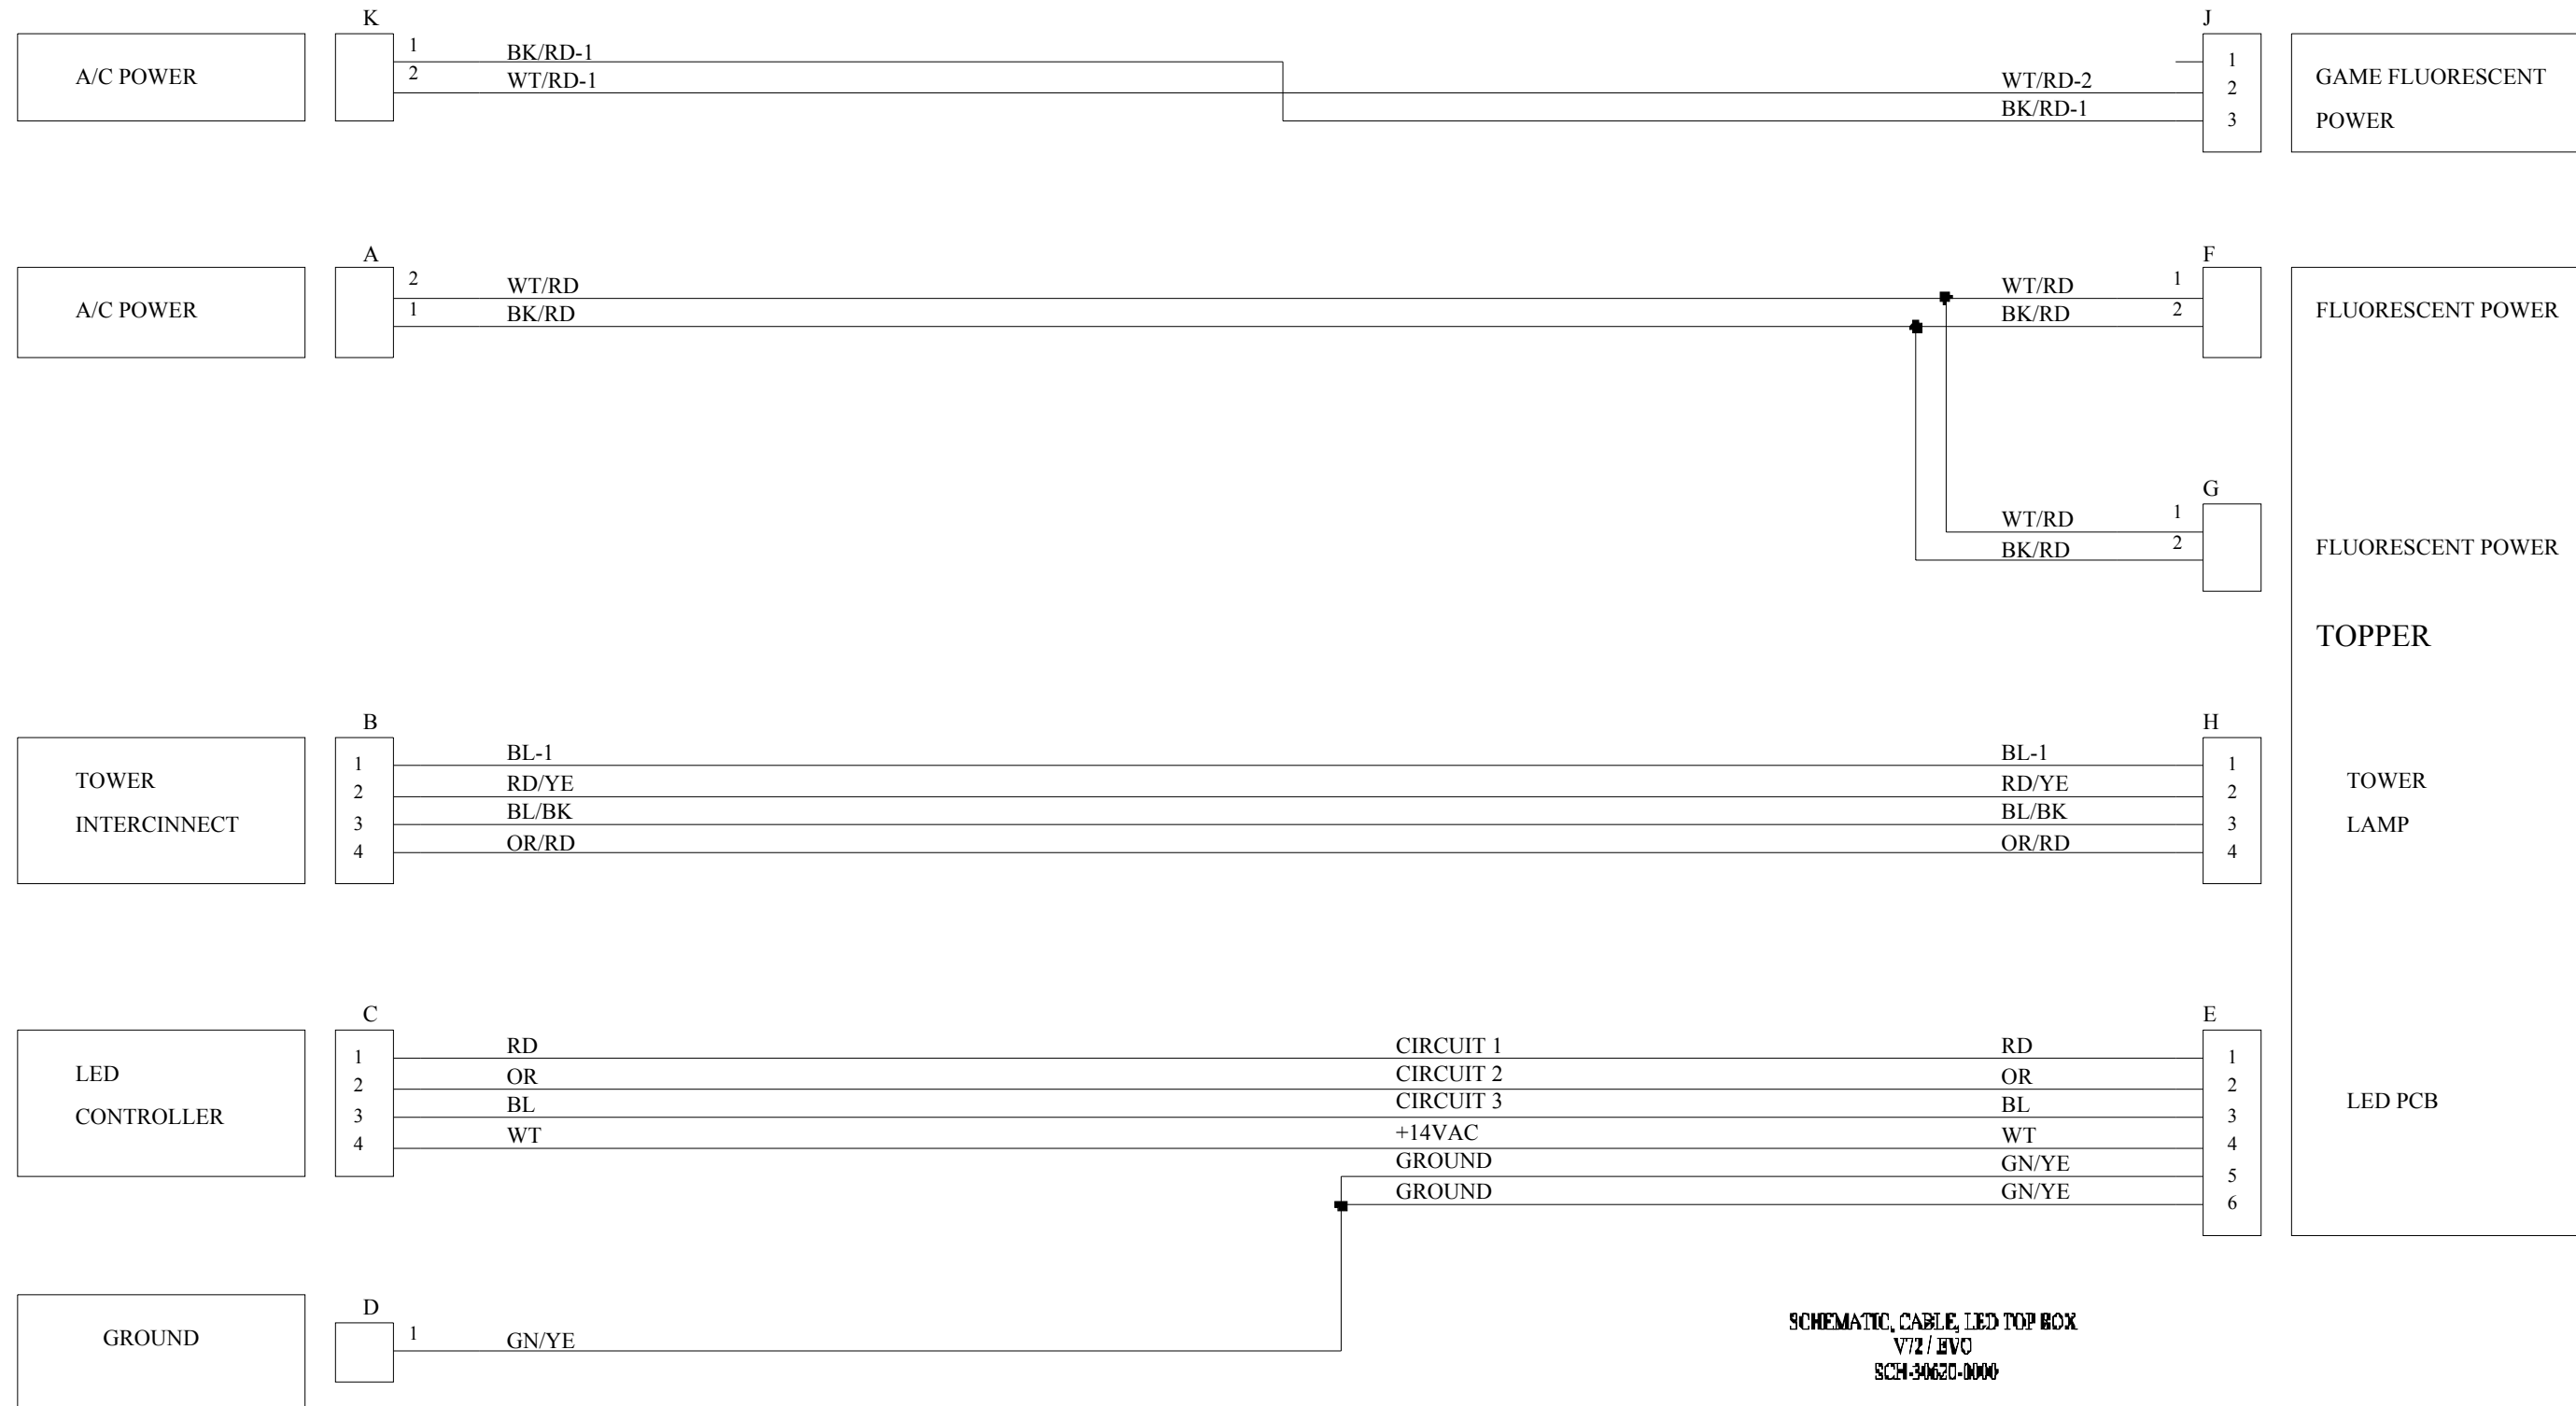 K
J
A/C POWER
1
BK/RD-1
2
WT/RD-1
WT/RD-2
BK/RD-1
1
2
3
GAME FLUORESCENT
POWER
A
F
A/C POWER
2
WT/RD
1
BK/RD
WT/RD
1
BK/RD
2
FLUORESCENT POWER
G
WT/RD
1
BK/RD
2
FLUORESCENT POWER
TOPPER
B
H
TOWER
INTERCINNECT
1
BL-1
BL-1
1
2
RD/YE
RD/YE
2
3
BL/BK
BL/BK
3
4
OR/RD
OR/RD
4
TOWER
LAMP
C
E
LED
CONTROLLER
1
RD
CIRCUIT 1
RD
1
2
OR
CIRCUIT 2
OR
2
3
BL
CIRCUIT 3
BL
3
4
WT
+14VAC
WT
4
GROUND
GN/YE
5
GROUND
GN/YE
6
LED PCB
D
GROUND
1
GN/YE
SCHEMATIC, CABLE, LED TOP BOX
V72 / EVO